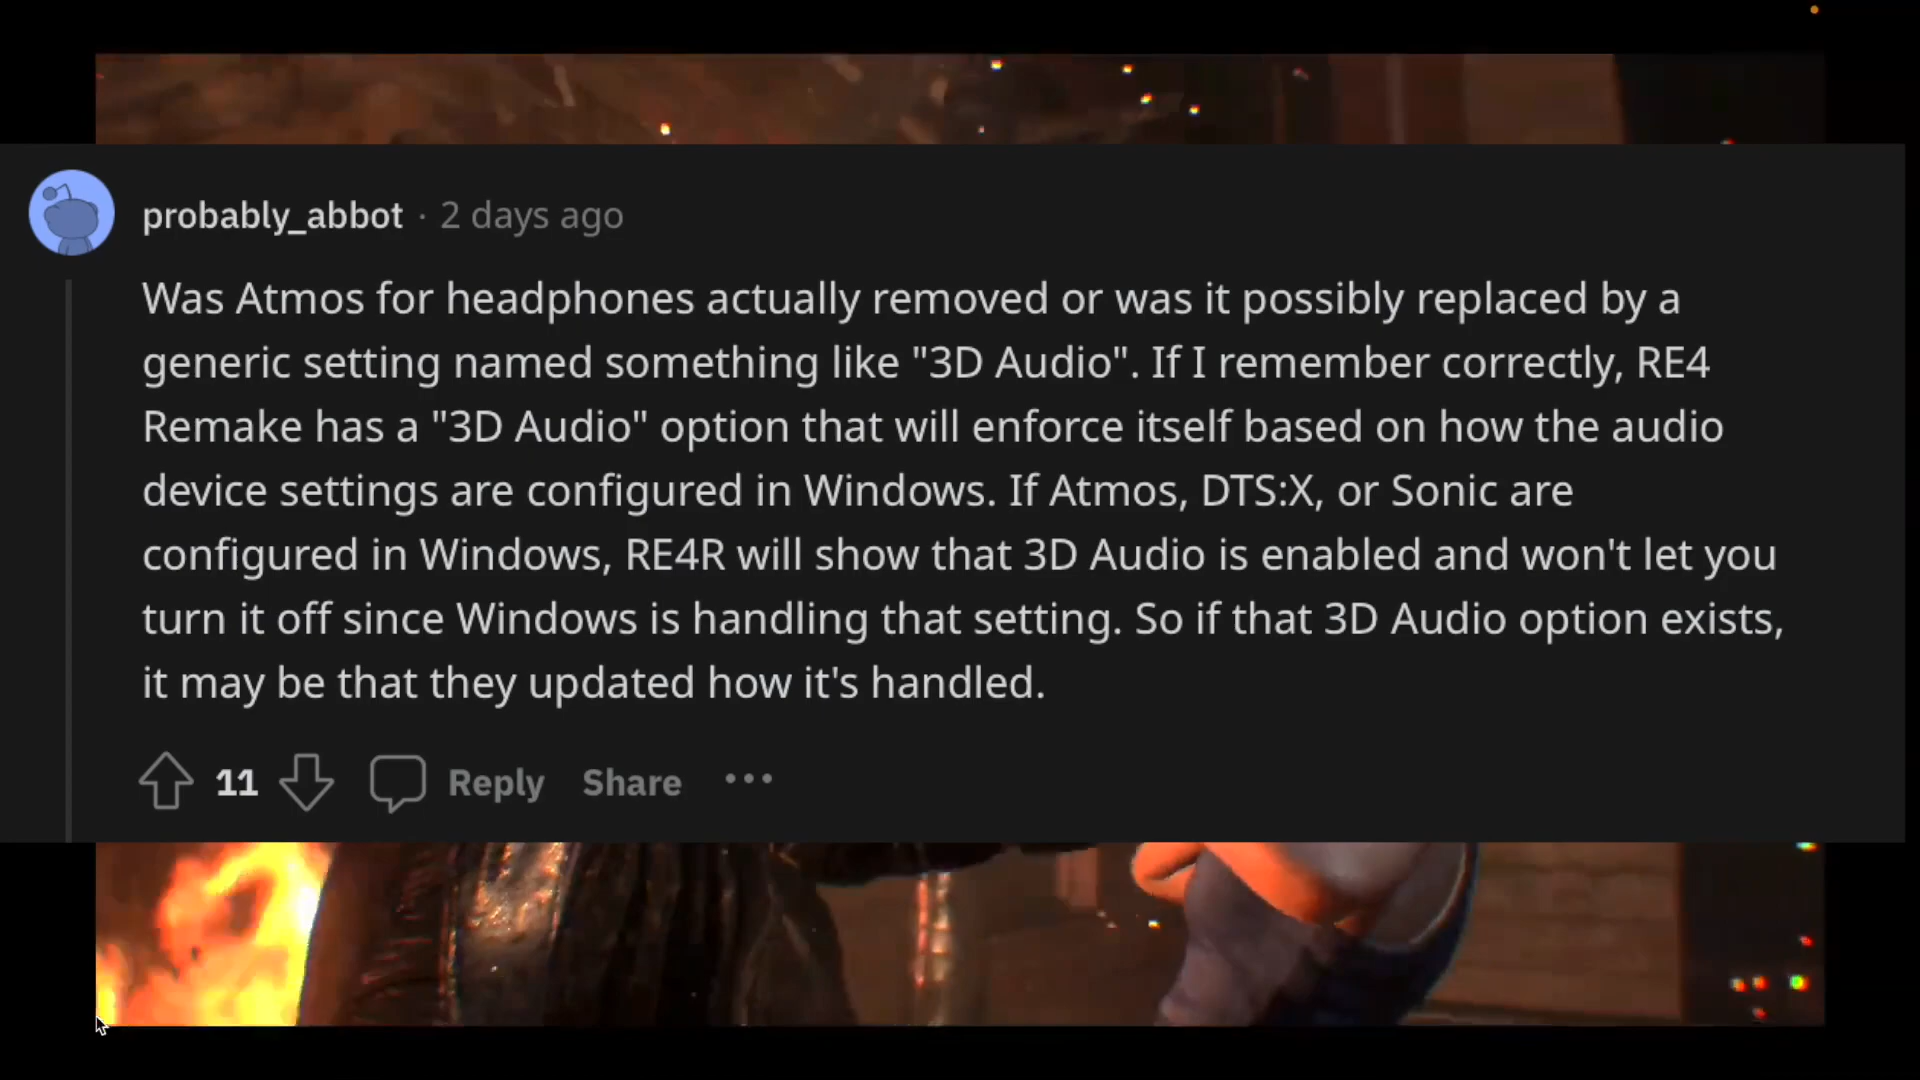 probably_abbot · 2 days ago
Was Atmos for headphones actually removed or was it possibly replaced by a
generic setting named something like "3D Audio". If I remember correctly, RE4
Remake has a "3D Audio" option that will enforce itself based on how the audio
device settings are configured in Windows. If Atmos, DTS:X, or Sonic are
configured in Windows, RE4R will show that 3D Audio is enabled and won't let you
turn it off since Windows is handling that setting. So if that 3D Audio option exists,
it may be that they updated how it's handled.
11 Reply Share ···